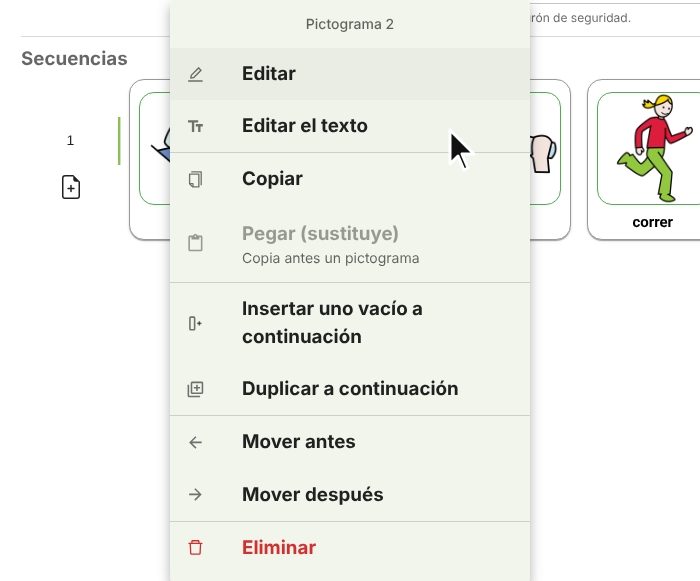 Pictograma 2
de seguridad.
Secuencias
Editar
Editar el texto
1
Copiar
Pegar (sustituye)
Copia antes un pictograma
correr
Insertar uno vacío a
continuación
Duplicar a continuación
Mover antes
Mover después
Eliminar